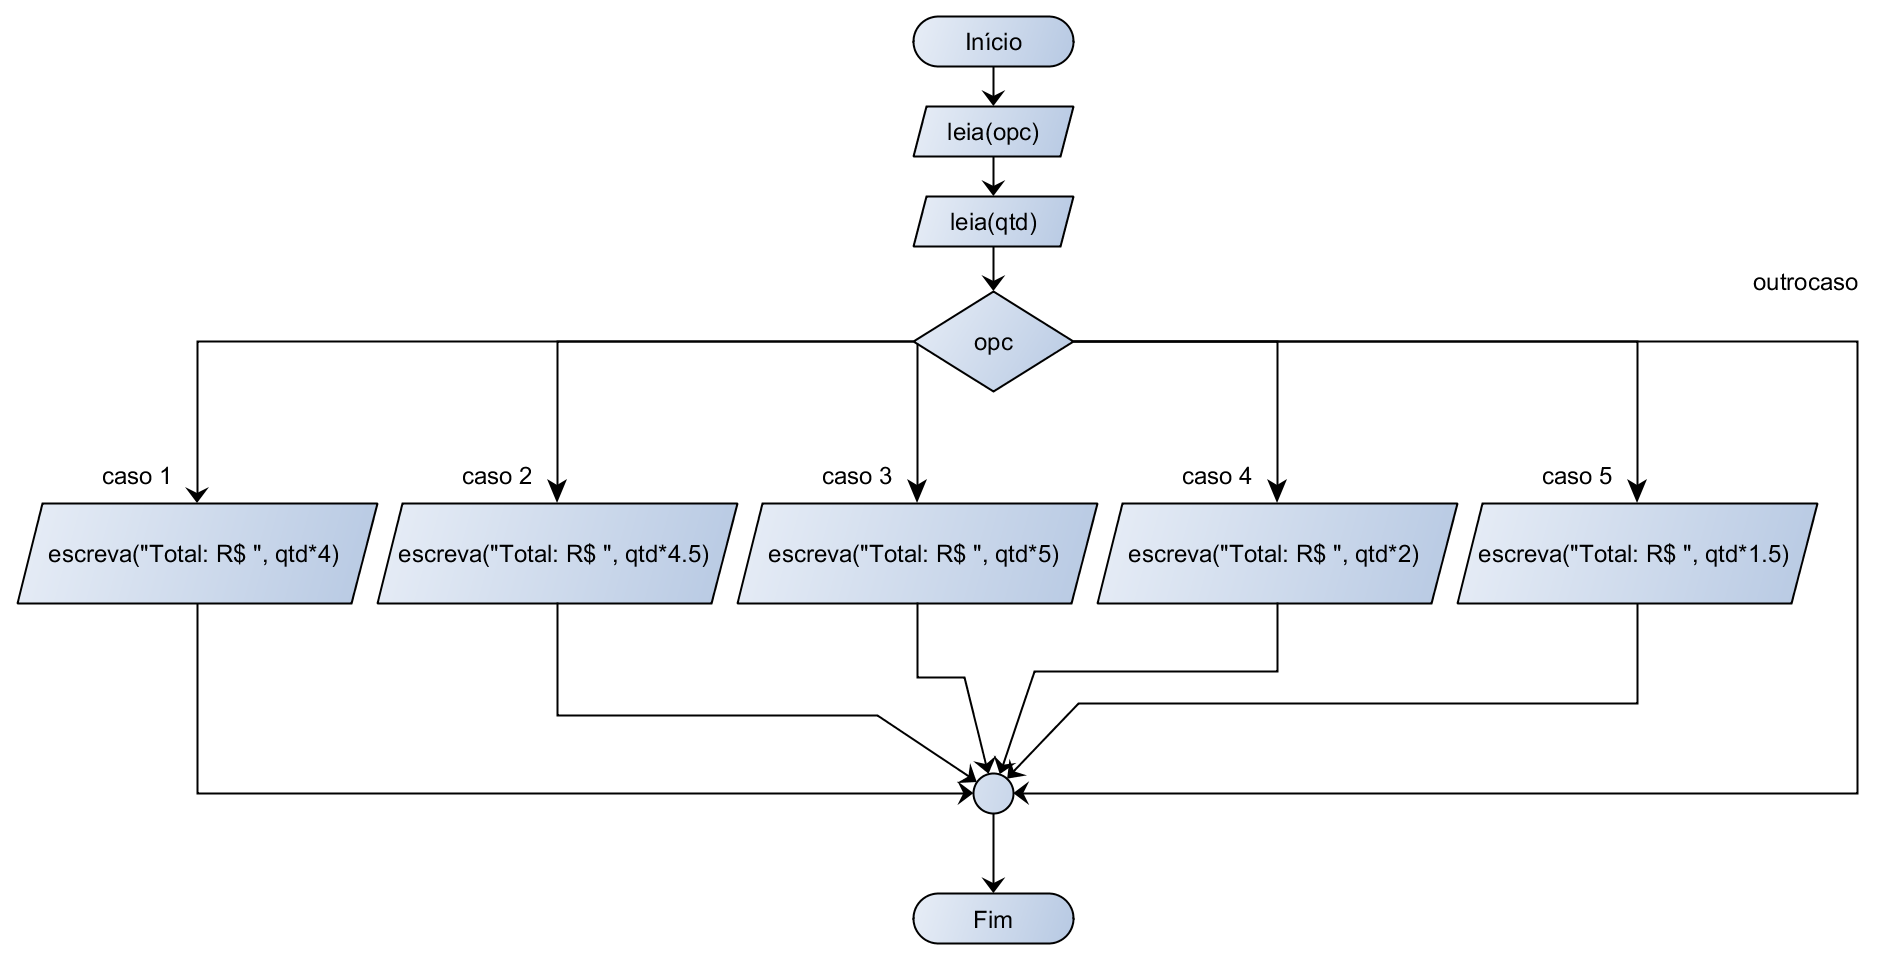 Início
leia(opc)
leia(qtd)
outrocaso
opc
caso 1
caso 2
caso 3
caso 4
caso 5
escreva("Total: R$ ", qtd*4)
escreva("Total: R$ ", qtd*4.5)
escreva("Total: R$ ", qtd*5)
escreva("Total: R$ ", qtd*2)
escreva("Total: R$ ", qtd*1.5)
Fim